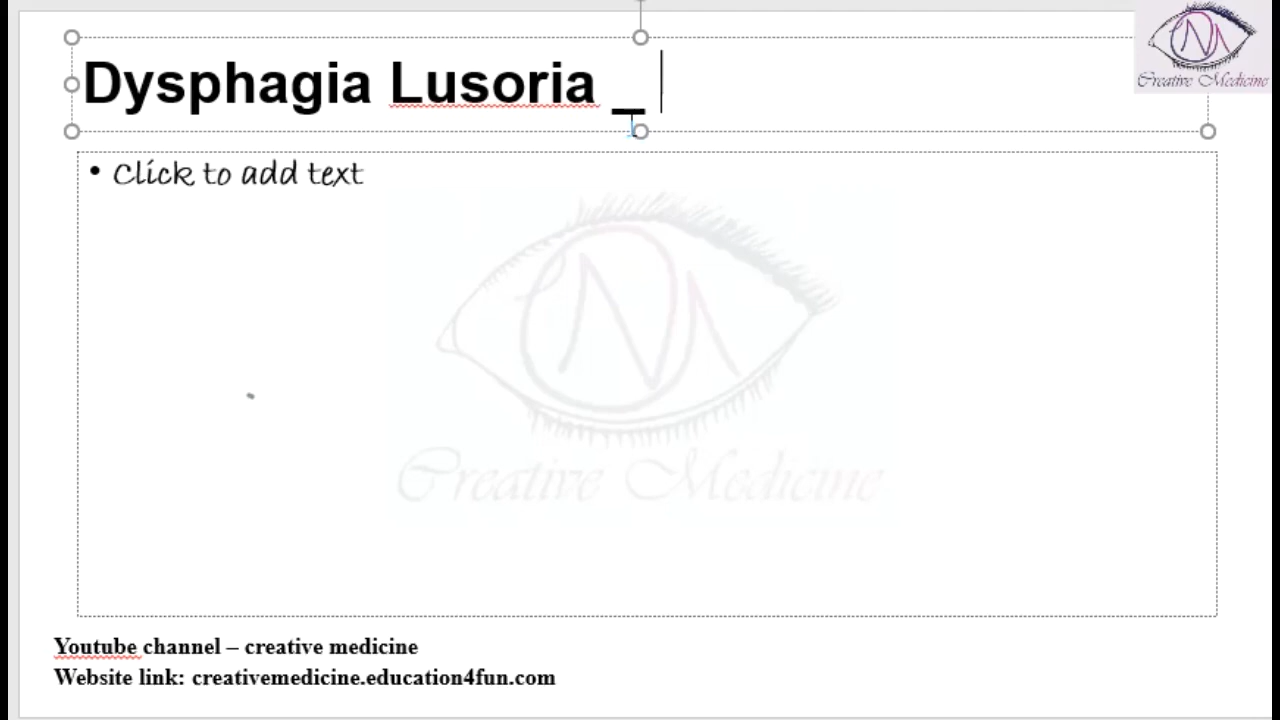 Dysphagia Lusoria _
Creative Medicine
• Click to add text
Creative Medicine
Youtube channel – creative medicine
Website link: creativemedicine.education4fun.com